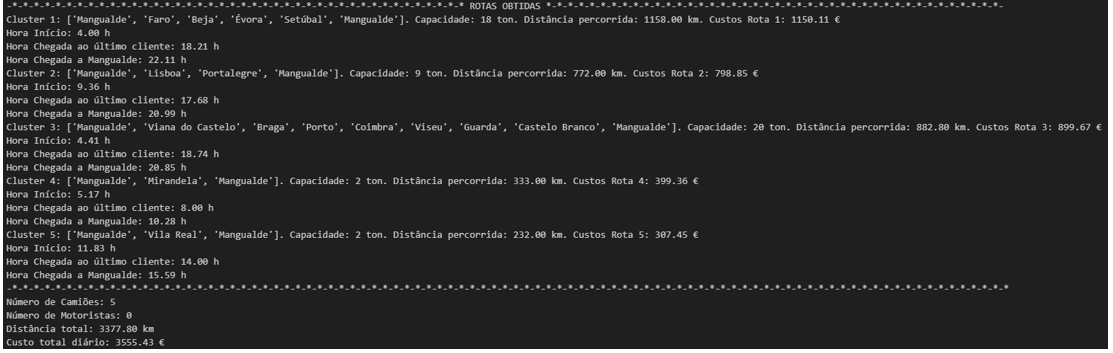 -*-*-*-*-*-*-*-*-*-*-*-*-*-*-*-*-*-*-*-*-*-*-*-*-*-*-*-*-*-*-*-*-*-*-*-*-*-* ROTAS OBTIDAS *-*-*-*-*-*-*-*-*-*-*-*-*-*-*-*-*-*-*-*-*-*-*-*-*-*-*-*-*-*-*-*-*-*-*-*-*-*-
Cluster 1: ['Mangualde', 'Faro', 'Beja', 'Évora', 'Setúbal', 'Mangualde']. Capacidade: 18 ton. Distância percorrida: 1158.00 km. Custos Rota 1: 1150.11 €
Hora Início: 4.00 h
Hora Chegada ao último cliente: 18.21 h
Hora Chegada a Mangualde: 22.11 h
Cluster 2: ['Mangualde', 'Lisboa', 'Portalegre', 'Mangualde']. Capacidade: 9 ton. Distância percorrida: 772.00 km. Custos Rota 2: 798.85 €
Hora Início: 9.36 h
Hora Chegada ao último cliente: 17.68 h
Hora Chegada a Mangualde: 20.99 h
Cluster 3: ['Mangualde', 'Viana do Castelo', 'Braga', 'Porto', 'Coimbra', 'Viseu', 'Guarda', 'Castelo Branco', 'Mangualde']. Capacidade: 20 ton. Distância percorrida: 882.80 km. Custos Rota 3: 899.67 €
Hora Início: 4.41 h
Hora Chegada ao último cliente: 18.74 h
Hora Chegada a Mangualde: 20.85 h
Cluster 4: ['Mangualde', 'Mirandela', 'Mangualde']. Capacidade: 2 ton. Distância percorrida: 333.00 km. Custos Rota 4: 399.36 €
Hora Início: 5.17 h
Hora Chegada ao último cliente: 8.00 h
Hora Chegada a Mangualde: 10.28 h
Cluster 5: ['Mangualde', 'Vila Real', 'Mangualde']. Capacidade: 2 ton. Distância percorrida: 232.00 km. Custos Rota 5: 307.45 €
Hora Início: 11.83 h
Hora Chegada ao último cliente: 14.00 h
Hora Chegada a Mangualde: 15.59 h
-*-*-*-*-*-*-*-*-*-*-*-*-*-*-*-*-*-*-*-*-*-*-*-*-*-*-*-*-*-*-*-*-*-*-*-*-*-*-*-*-*-*-*-*-*-*-*-*-*-*-*-*-*-*-*-*-*-*-*-*-*-*-*-*-*-*-*-*-*-*-*-*-*-*-*-*-*-*-*-*-*-*-*
Número de Camiões: 5
Número de Motoristas: 0
Distância total: 3377.80 km
Custo total diário: 3555.43 €